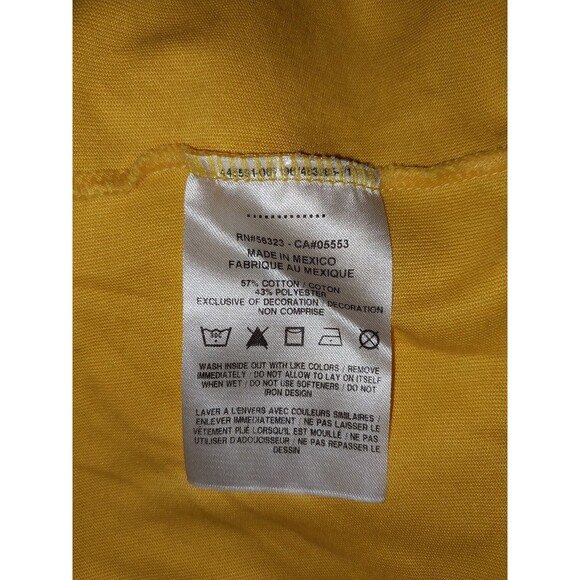 RN#56323 - CA#05553
MADE IN MEXICO
FABRIQUE AU MEXIQUE
57% COTTON / COTON
43% POLYESTER
EXCLUSIVE OF DECORATION / DECORATION
NON COMPRISE
WASH INSIDE OUT WITH LIKE COLORS / REMOVE
IMMEDIATELY / DO NOT ALLOW TO LAY ON ITSELF
WHEN WET / DO NOT USE SOFTENERS / DO NOT
IRON DESIGN
LAVER A L'ENVERS AVEC COULEURS SIMILAIRES /
ENLEVER IMMEDIATEMENT / NE PAS LAISSER LE
VÊTEMENT PLIÉ LORSQU'IL EST MOUILLÉ / NE PAS
UTILISER D'ADOUCISSEUR / NE PAS REPASSER LE
DESSIN